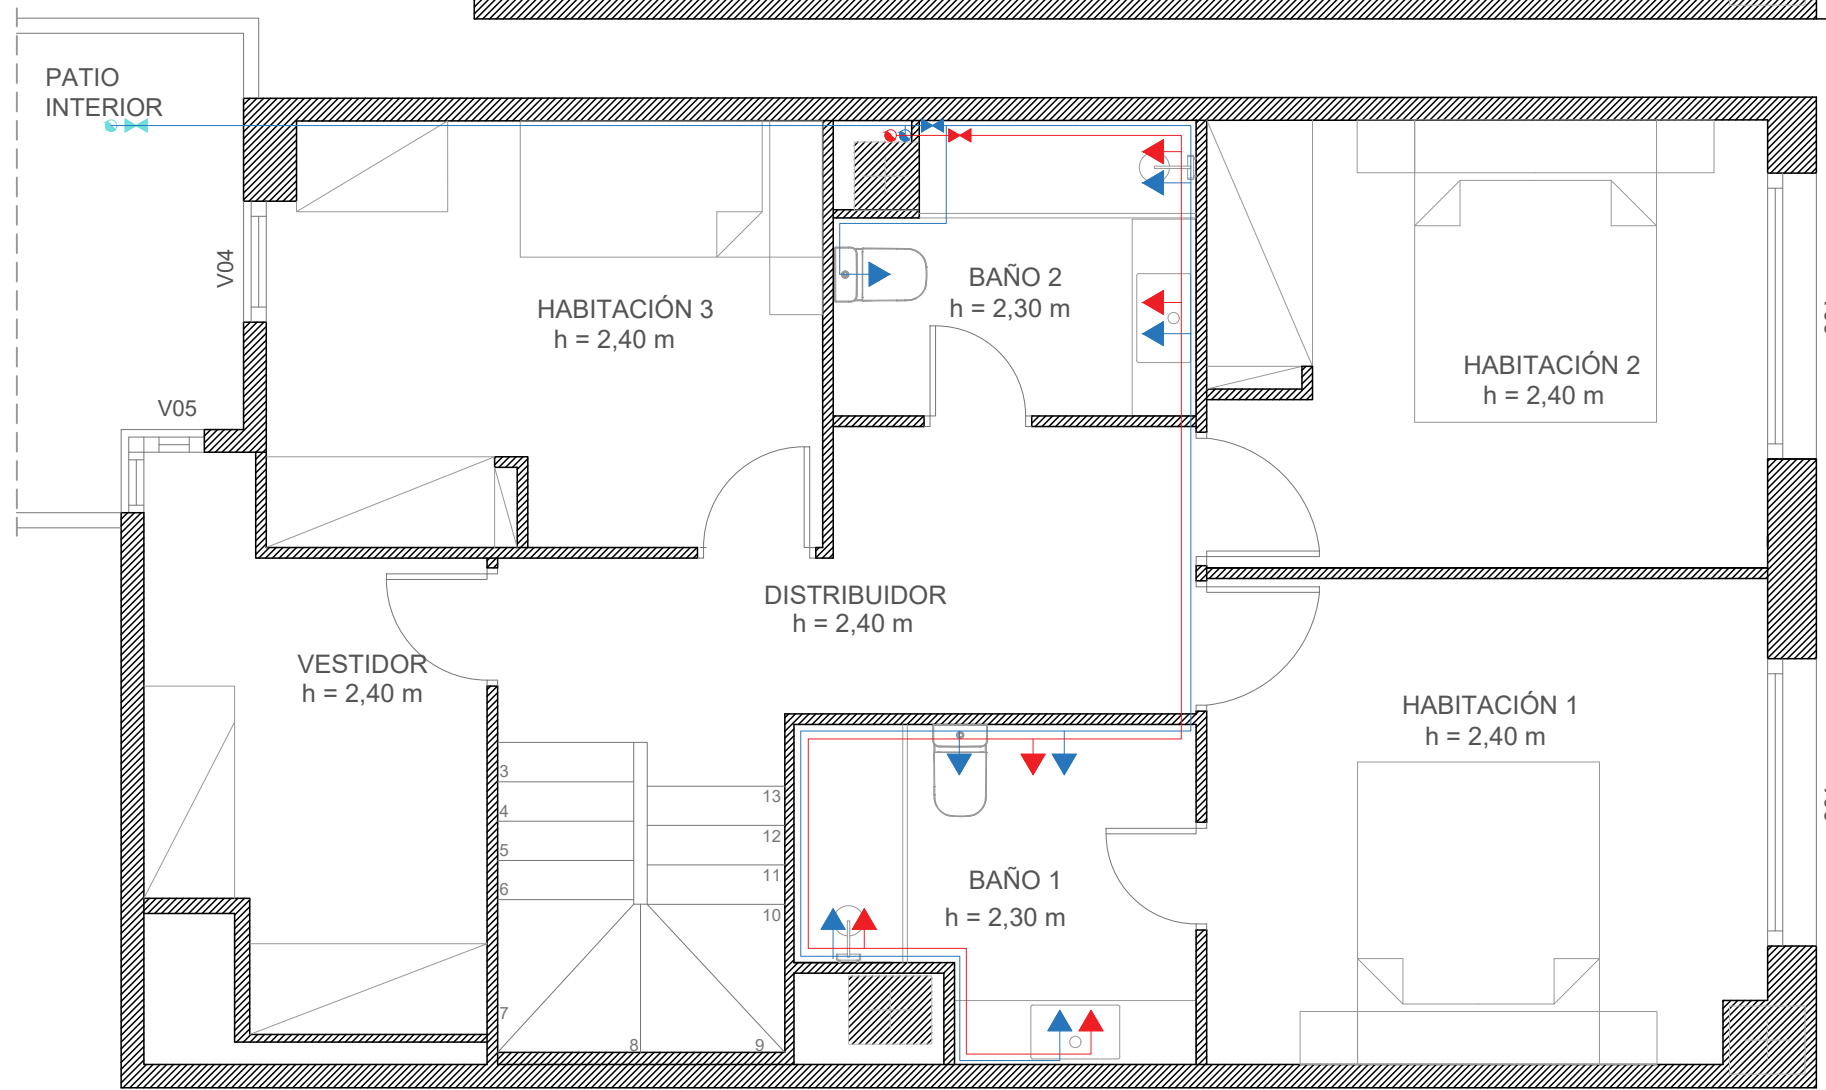 PATIO
INTERIOR
V04
HABITACIÓN 3
h = 2,40 m
BAÑO 2
h = 2,30 m
HABITACIÓN 2
h = 2,40 m
V05
DISTRIBUIDOR
h = 2,40 m
VESTIDOR
h = 2,40 m
HABITACIÓN 1
h = 2,40 m
3
4
5
6
7
8
9
10
11
12
13
BAÑO 1
h = 2,30 m